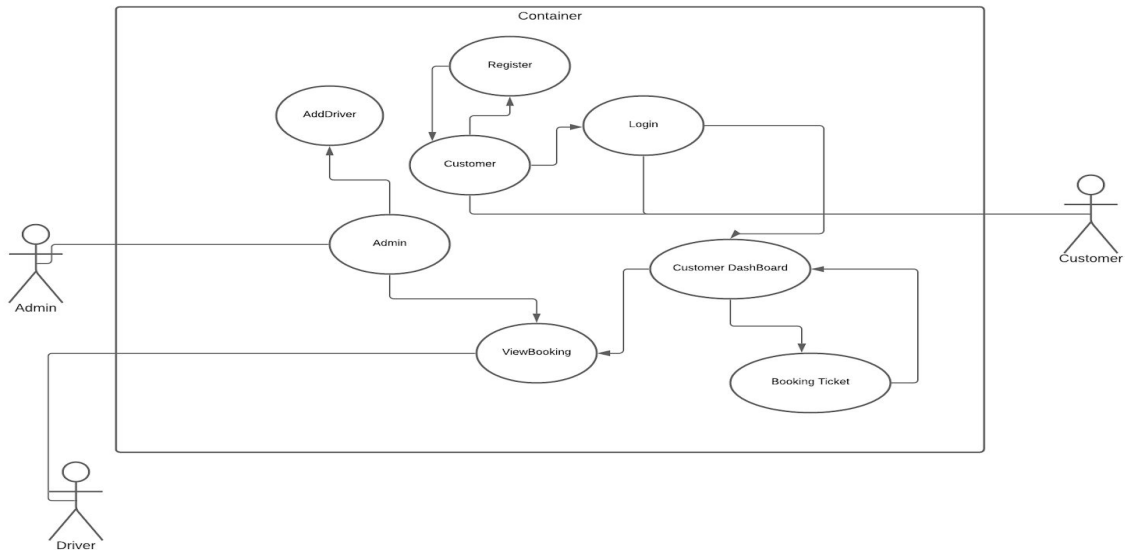 Container
Register
AddDriver
Login
Customer
Admin
Customer
Customer DashBoard
Admin
ViewBooking
Booking Ticket
Driver